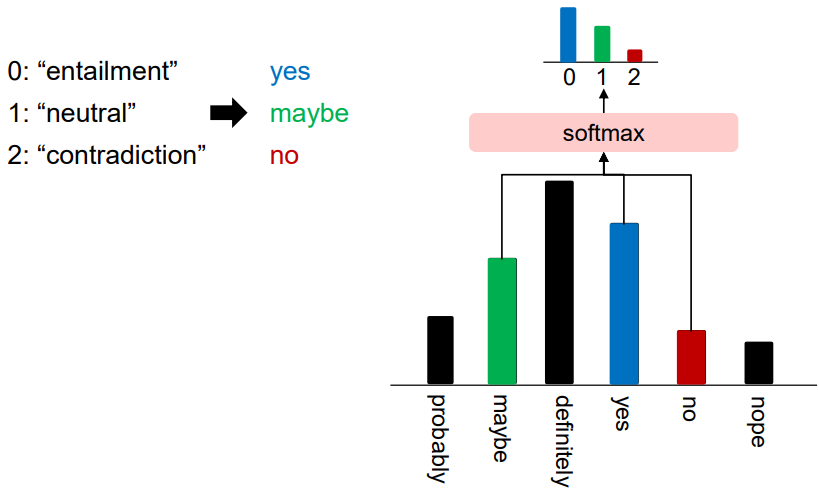 0: “entailment” yes
1: “neutral” maybe
2: “contradiction” no
0 1 2
softmax
probably maybe definitely yes no nope